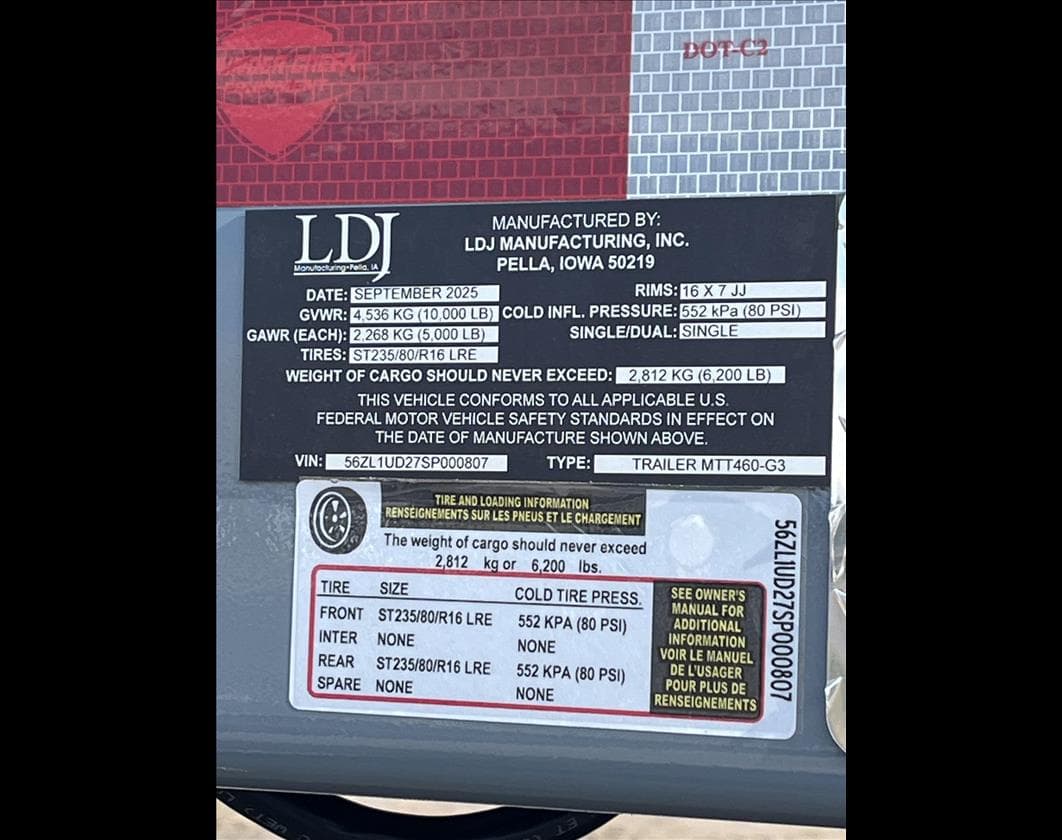 DOT-C2
LDJ
Manufacturing•Pella, IA
MANUFACTURED BY:
LDJ MANUFACTURING, INC.
PELLA, IOWA 50219
DATE: SEPTEMBER 2025
RIMS: 16 X 7 JJ
GVWR: 4,536 KG (10,000 LB)
COLD INFL. PRESSURE: 552 kPa (80 PSI)
GAWR (EACH): 2,268 KG (5,000 LB)
SINGLE/DUAL: SINGLE
TIRES: ST235/80/R16 LRE
WEIGHT OF CARGO SHOULD NEVER EXCEED: 2,812 KG (6,200 LB)
THIS VEHICLE CONFORMS TO ALL APPLICABLE U.S.
FEDERAL MOTOR VEHICLE SAFETY STANDARDS IN EFFECT ON
THE DATE OF MANUFACTURE SHOWN ABOVE.
VIN: 56ZL1UD27SP000807 TYPE: TRAILER MTT460-G3
TIRE AND LOADING INFORMATION
RENSEIGNEMENTS SUR LES PNEUS ET LE CHARGEMENT
The weight of cargo should never exceed
2,812 kg or 6,200 lbs.
TIRE SIZE COLD TIRE PRESS.
FRONT ST235/80/R16 LRE 552 KPA (80 PSI)
INTER NONE NONE
REAR ST235/80/R16 LRE 552 KPA (80 PSI)
SPARE NONE NONE
SEE OWNER'S
MANUAL FOR
ADDITIONAL
INFORMATION
VOIR LE MANUEL
DE L'USAGER
POUR PLUS DE
RENSEIGNEMENTS
56ZL1UD27SP000807